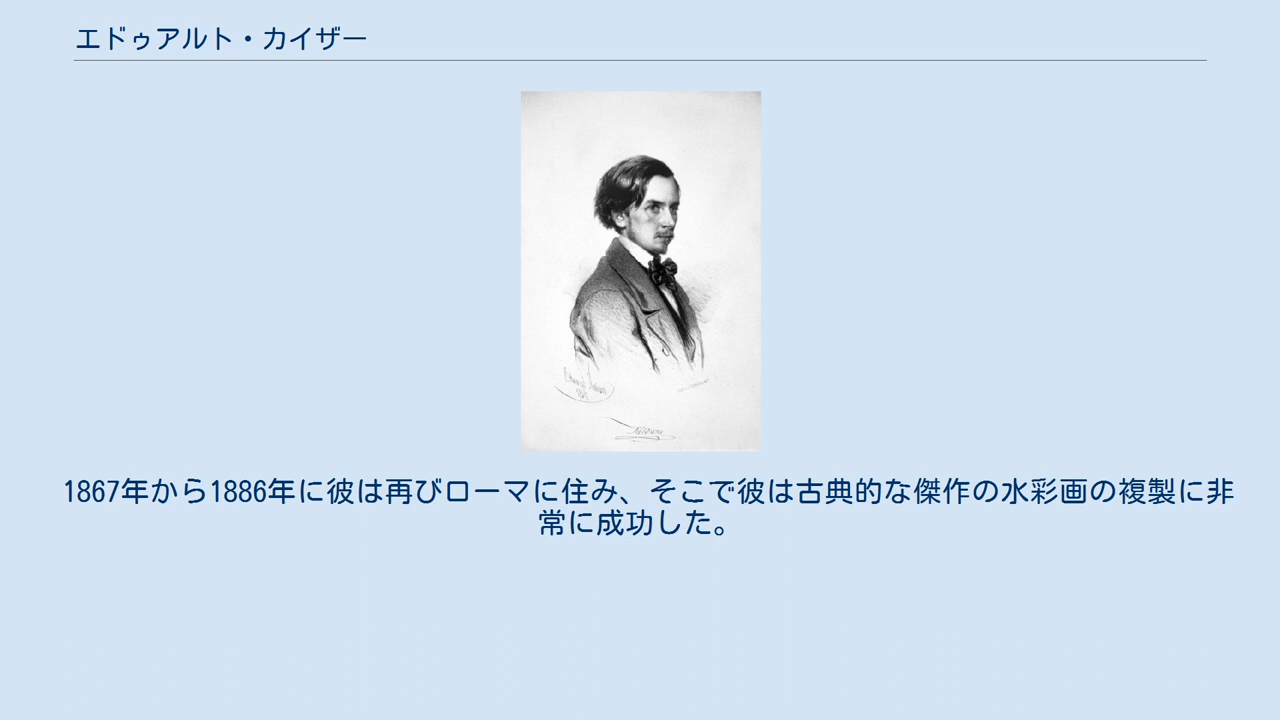 エドゥアルト・カイザー
1867年から1886年に彼は再びローマに住み、そこで彼は古典的な傑作の水彩画の複製に非
常に成功した。